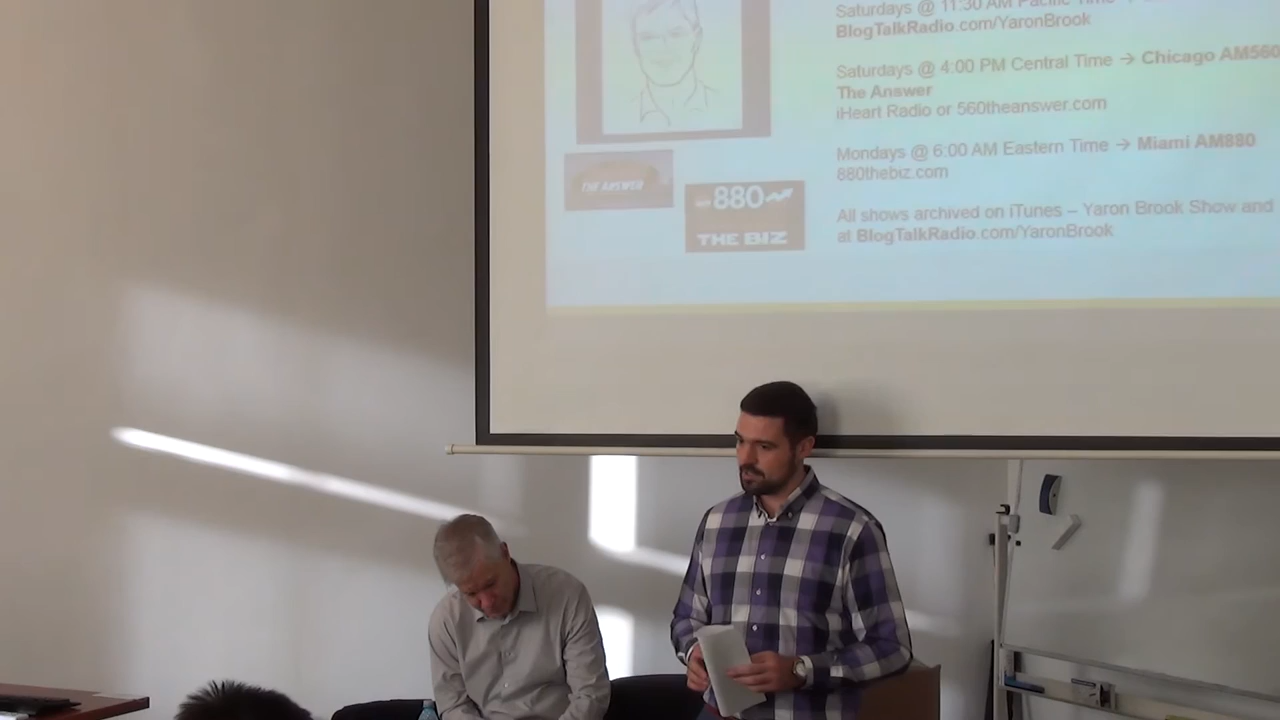 Saturdays @ 11:30 AM Pacific Time →
BlogTalkRadio.com/YaronBrook
Saturdays @ 4:00 PM Central Time → Chicago AM560
The Answer
iHeart Radio or 560theanswer.com
Mondays @ 6:00 AM Eastern Time → Miami AM880
880thebiz.com
All shows archived on iTunes – Yaron Brook Show and
at BlogTalkRadio.com/YaronBrook
THE ANSWER
880
THE BIZ